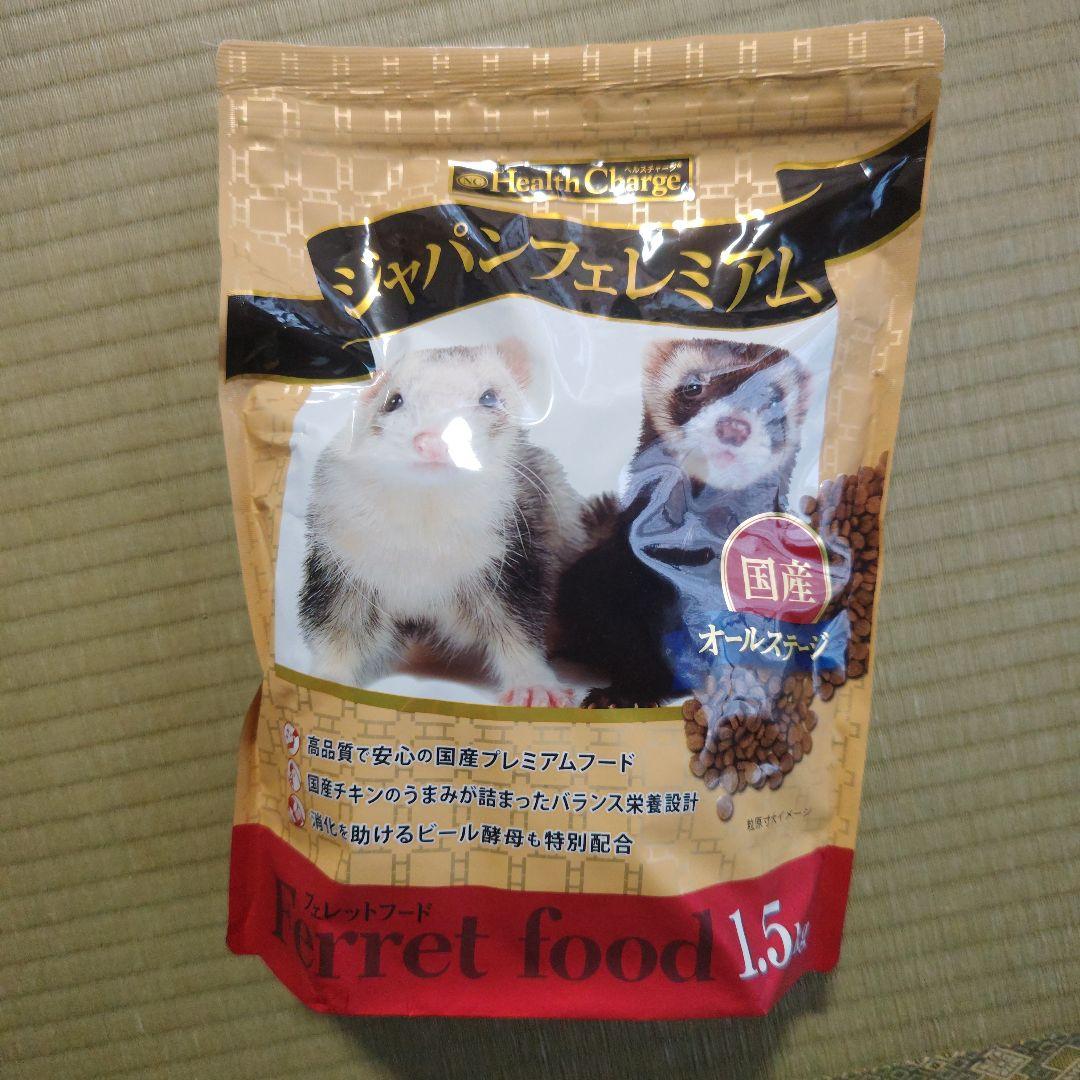 ヘルスチャージ®
NC Health Charge
ジャパンフェレミアム
国産
オールステージ
高品質で安心の国産プレミアムフード
国産チキンのうまみが詰まったバランス栄養設計
消化を助けるビール酵母も特別配合
粒原寸大イメージ
フェレットフード
Ferret food 1.5kg